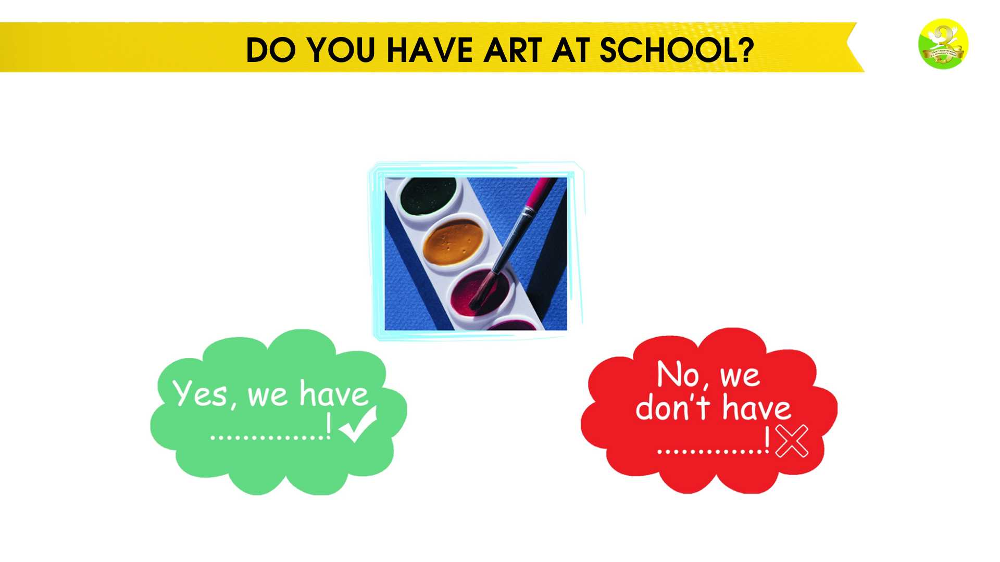 DO YOU HAVE ART AT SCHOOL?
Yes, we have
..............!
No, we
don't have
.............!